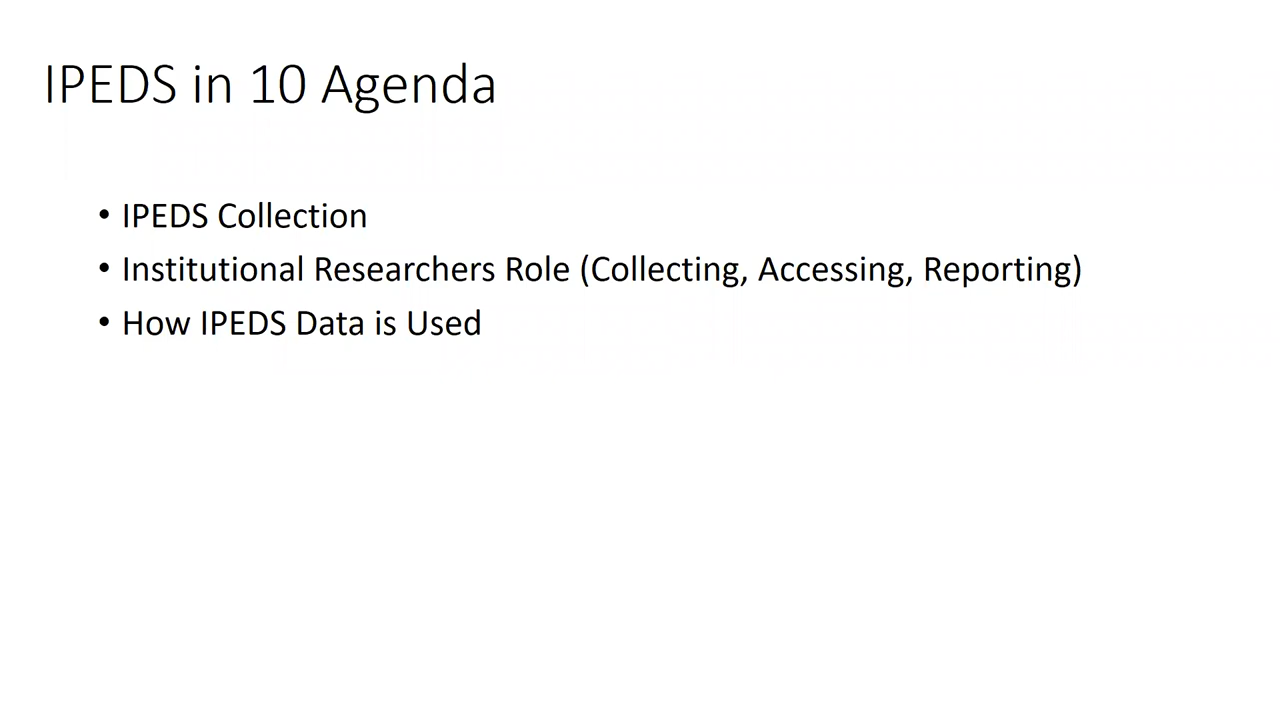 IPEDS in 10 Agenda
• IPEDS Collection
• Institutional Researchers Role (Collecting, Accessing, Reporting)
• How IPEDS Data is Used